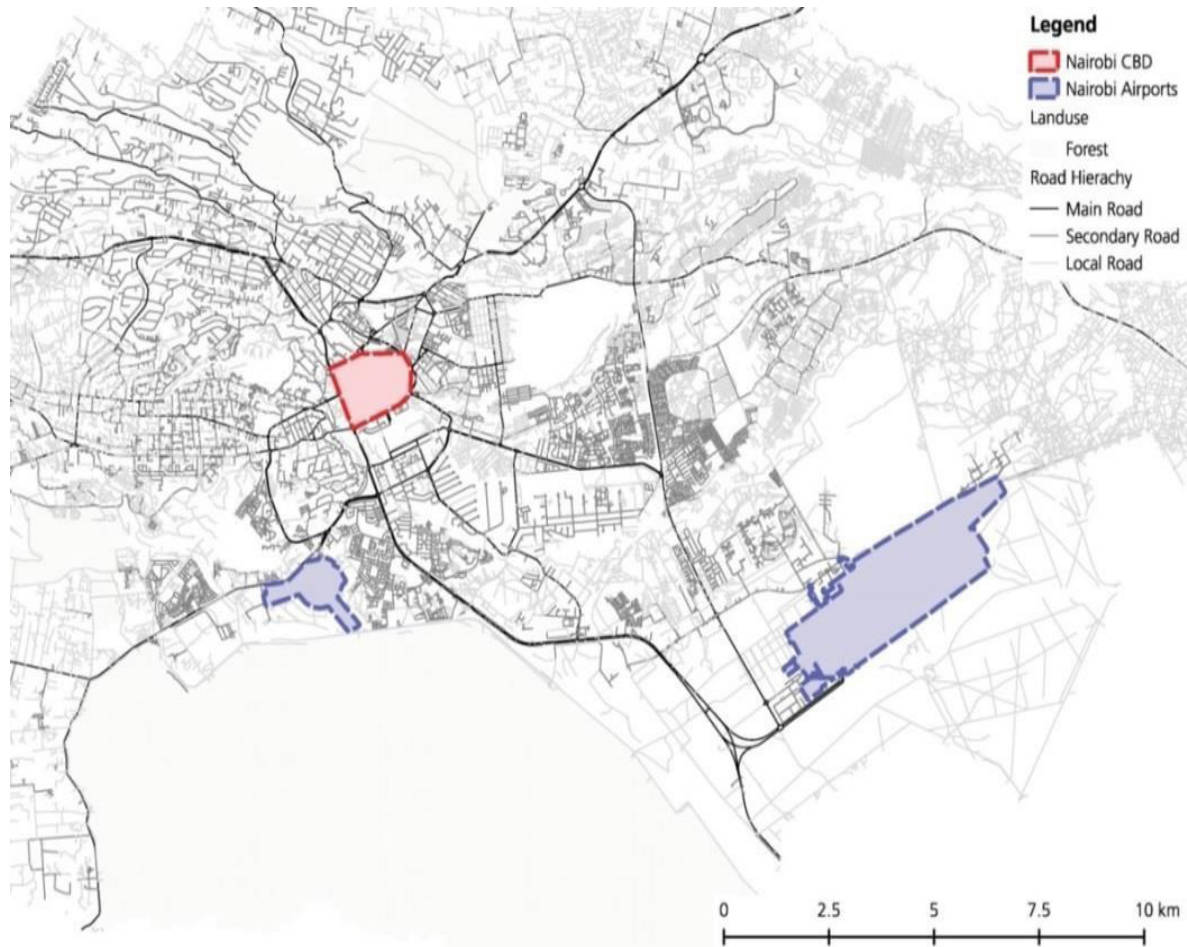 Legend
Nairobi CBD
Nairobi Airports
Landuse
Forest
Road Hierachy
Main Road
Secondary Road
Local Road
0 2.5 5 7.5 10 km